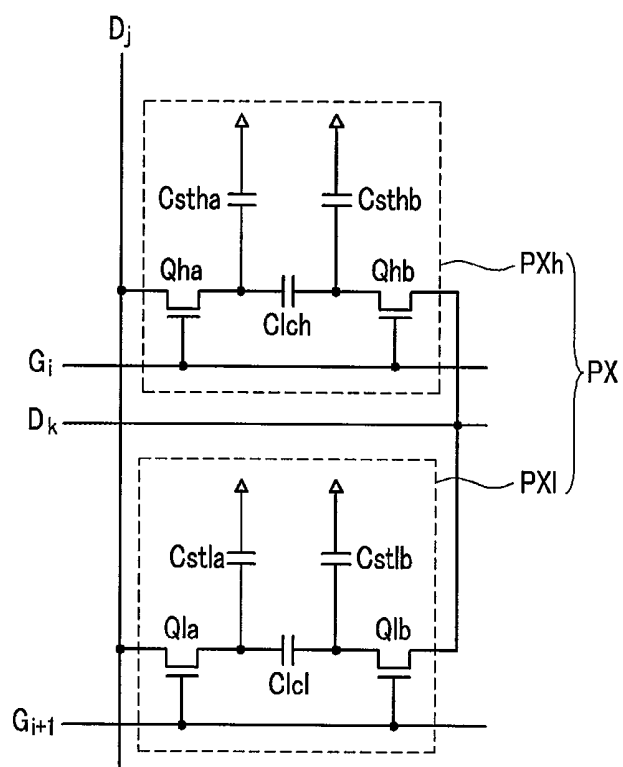 Dj
Cstha
Csthb
Qha
Qhb
PXh
Clch
Gi
PX
Dk
PXl
Cstla
Cstlb
Qla
Qlb
Clcl
Gi+1